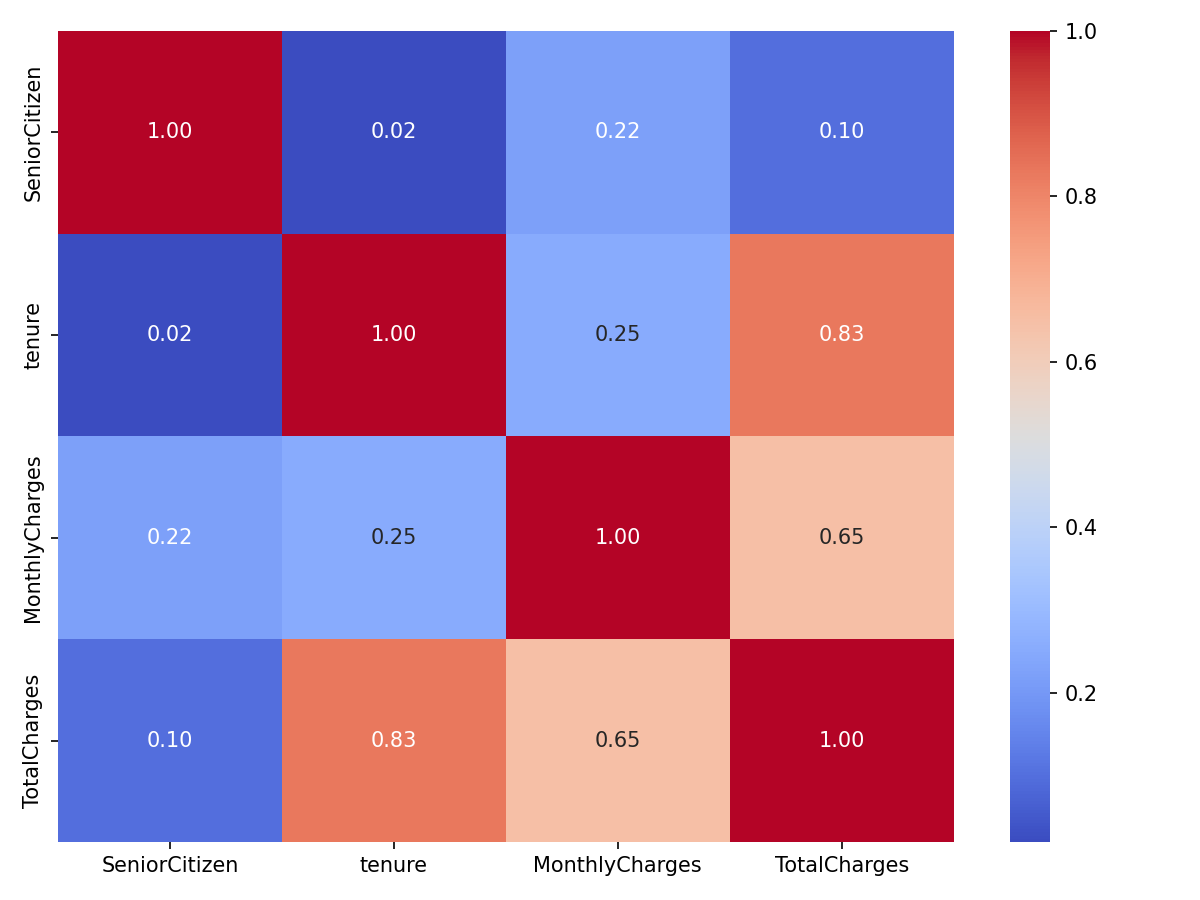 1.0
SeniorCitizen 1.00 0.02 0.22 0.10
0.8
tenure 0.02 1.00 0.25 0.83
0.6
MonthlyCharges 0.22 0.25 1.00 0.65
0.4
0.2
TotalCharges 0.10 0.83 0.65 1.00
SeniorCitizen tenure MonthlyCharges TotalCharges